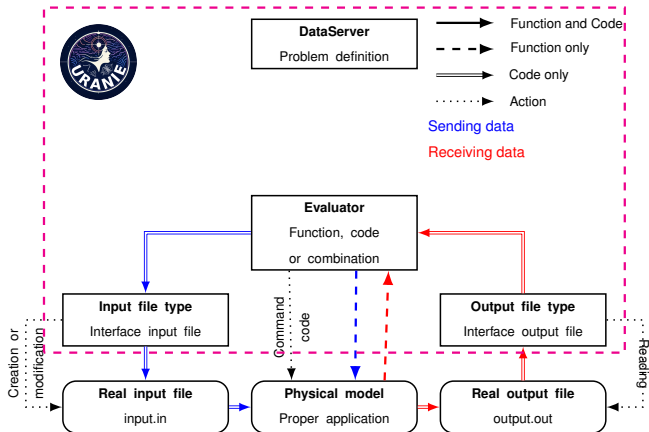 URANIE
DataServer
Problem definition
Function and Code
Function only
Code only
Action
Sending data
Receiving data
Evaluator
Function, code
or combination
Input file type
Interface input file
Command
code
Output file type
Interface output file
Creation or
modification
Reading
Real input file
input.in
Physical model
Proper application
Real output file
output.out